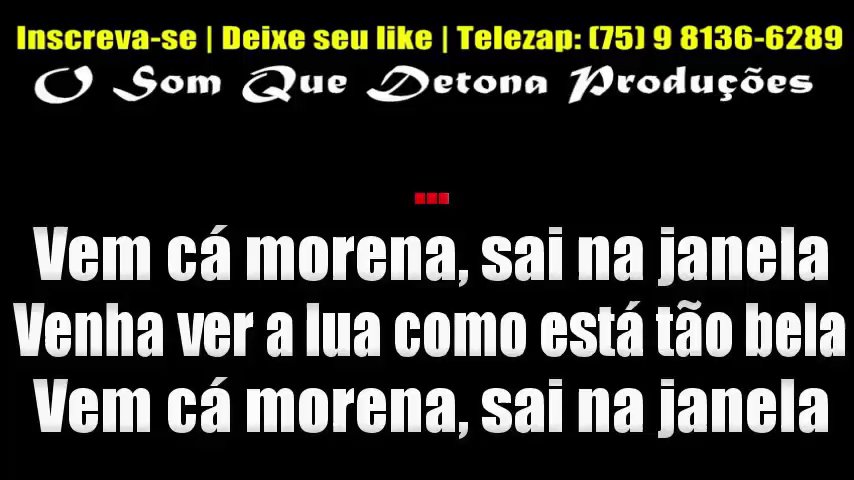 Inscreva-se | Deixe seu like | Telezap: (75) 9 8136-6289
O Som Que Detona Produções
...
Vem cá morena, sai na janela
Venha ver a lua como está tão bela
Vem cá morena, sai na janela